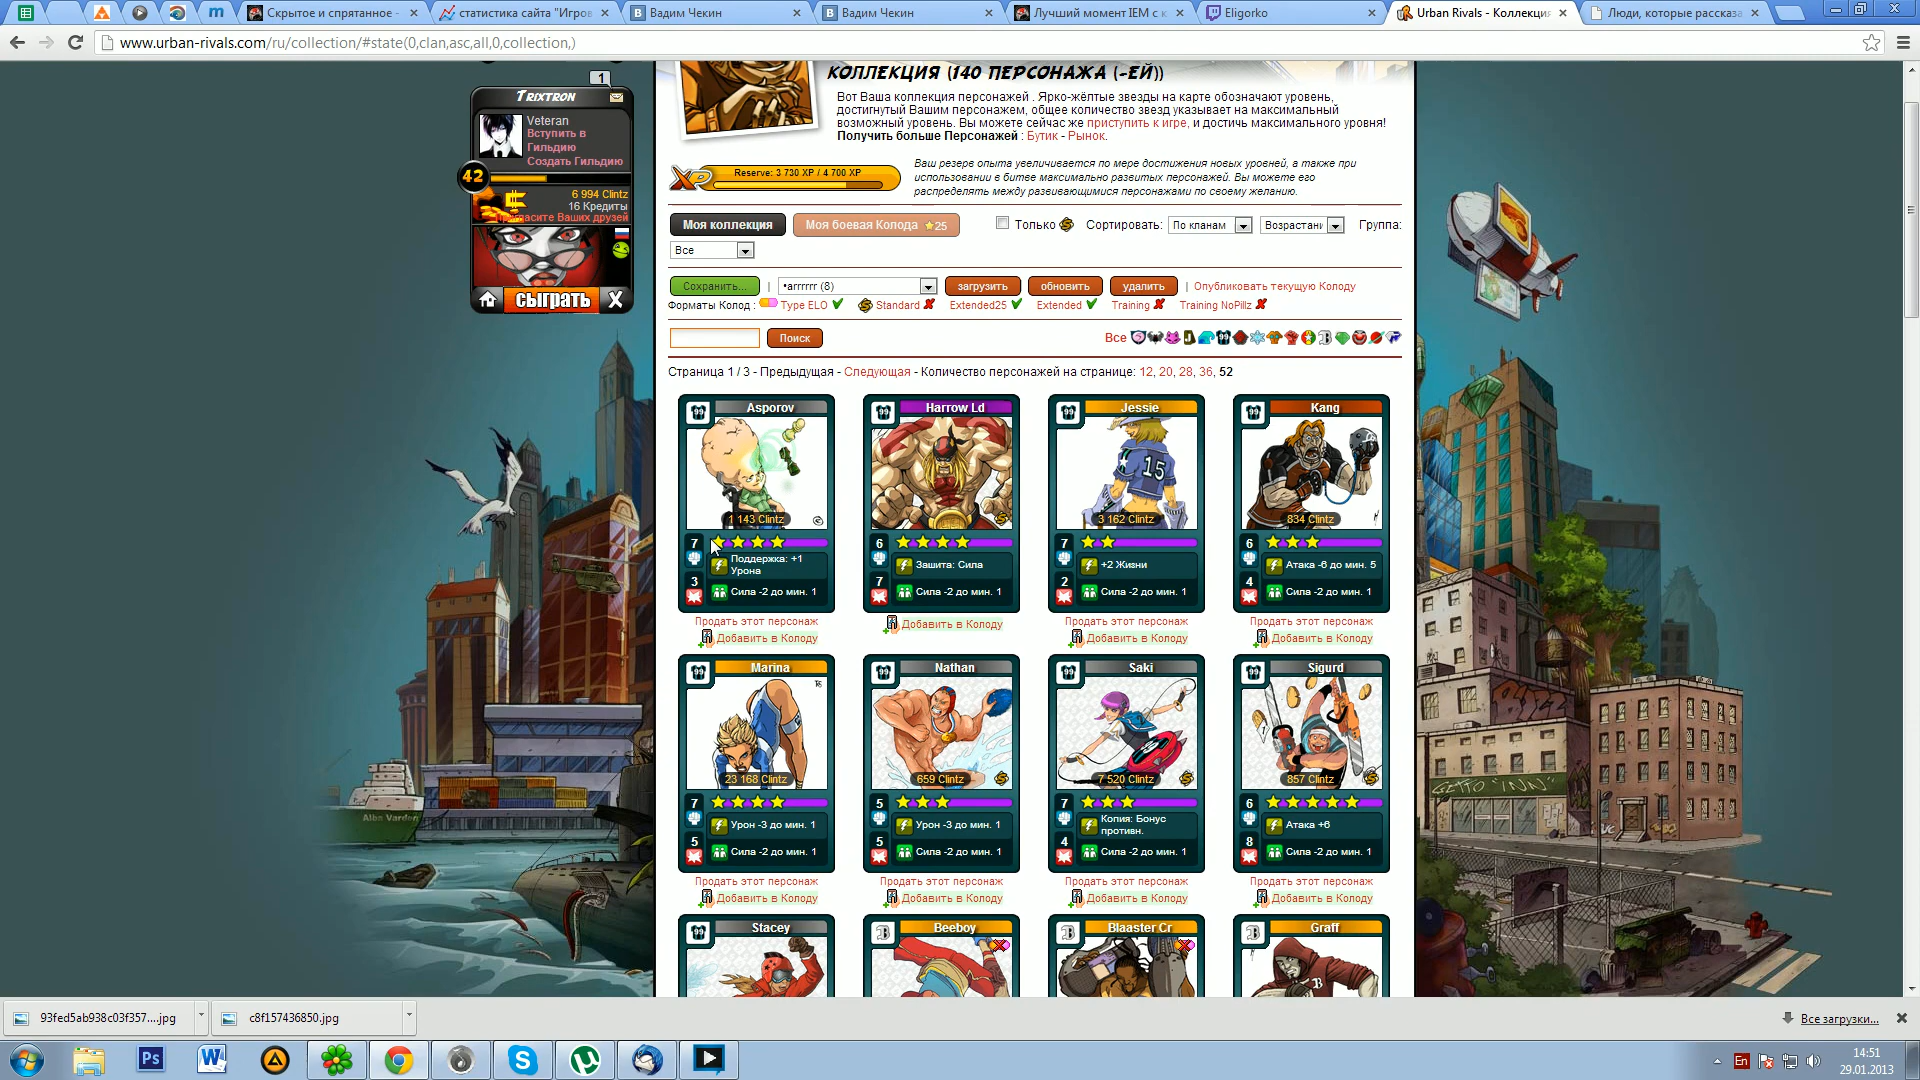 Скрытое и спрятанное -
статистика сайта "Игров
Вадим Чекин
Вадим Чекин
Лучший момент IEM с к
Eligorko
Urban Rivals - Коллекция
Люди, которые рассказа
www.urban-rivals.com/ru/collection/#state(0,clan,asc,all,0,collection,)
1
Trixtron
Veteran
Вступить в
Гильдию
Создать Гильдию
42
6 994 Clintz
16 Кредиты
Пригласите Ваших друзей
сыграть X
КОЛЛЕКЦИЯ (140 ПЕРСОНАЖА (-ЕЙ))
Вот Ваша коллекция персонажей . Ярко-жёлтые звезды на карте обозначают уровень,
достигнутый Вашим персонажем, общее количество звезд указывает на максимальный
возможный уровень. Вы можете сейчас же приступить к игре, и достичь максимального уровня!
Получить больше Персонажей : Бутик - Рынок.
XP Reserve: 3 730 XP / 4 700 XP
Ваш резерв опыта увеличивается по мере достижения новых уровней, а также при
использовании в битве максимально развитых персонажей. Вы можете его
распределять между развивающимися персонажами по своему желанию.
Моя коллекция Моя боевая Колода 25 Только Сортировать: По кланам Возрастани Группа:
Все
Сохранить... | •arrrrrr (8) загрузить обновить удалить | Опубликовать текущую Колоду
Форматы Колод : Type ELO Standard Extended25 Extended Training Training NoPillz
Поиск Все
Страница 1 / 3 - Предыдущая - Следующая - Количество персонажей на странице: 12, 20, 28, 36, 52
Asporov
1 143 Clintz
7
Поддержка: +1
Урона
3
Сила -2 до мин. 1
Продать этот персонаж
Добавить в Колоду
Harrow Ld
6
Зашита: Сила
7
Сила -2 до мин. 1
Добавить в Колоду
Jessie
15
3 162 Clintz
7
+2 Жизни
2
Сила -2 до мин. 1
Продать этот персонаж
Добавить в Колоду
Kang
834 Clintz
6
Атака -6 до мин. 5
4
Сила -2 до мин. 1
Продать этот персонаж
Добавить в Колоду
Marina
23 168 Clintz
7
Урон -3 до мин. 1
5
Сила -2 до мин. 1
Продать этот персонаж
Добавить в Колоду
Nathan
659 Clintz
5
Урон -3 до мин. 1
5
Сила -2 до мин. 1
Продать этот персонаж
Добавить в Колоду
Saki
7 520 Clintz
7
Копия: Бонус
противн.
4
Сила -2 до мин. 1
Продать этот персонаж
Добавить в Колоду
Sigurd
857 Clintz
6
Атака +6
8
Сила -2 до мин. 1
Продать этот персонаж
Добавить в Колоду
Stacey
Beeboy
Blaaster Cr
Graff
Alba Varden
GETTO "INN"
93fed5ab938c03f357....jpg
c8f157436850.jpg
Все загрузки...
Ps
En
14:51
29.01.2013